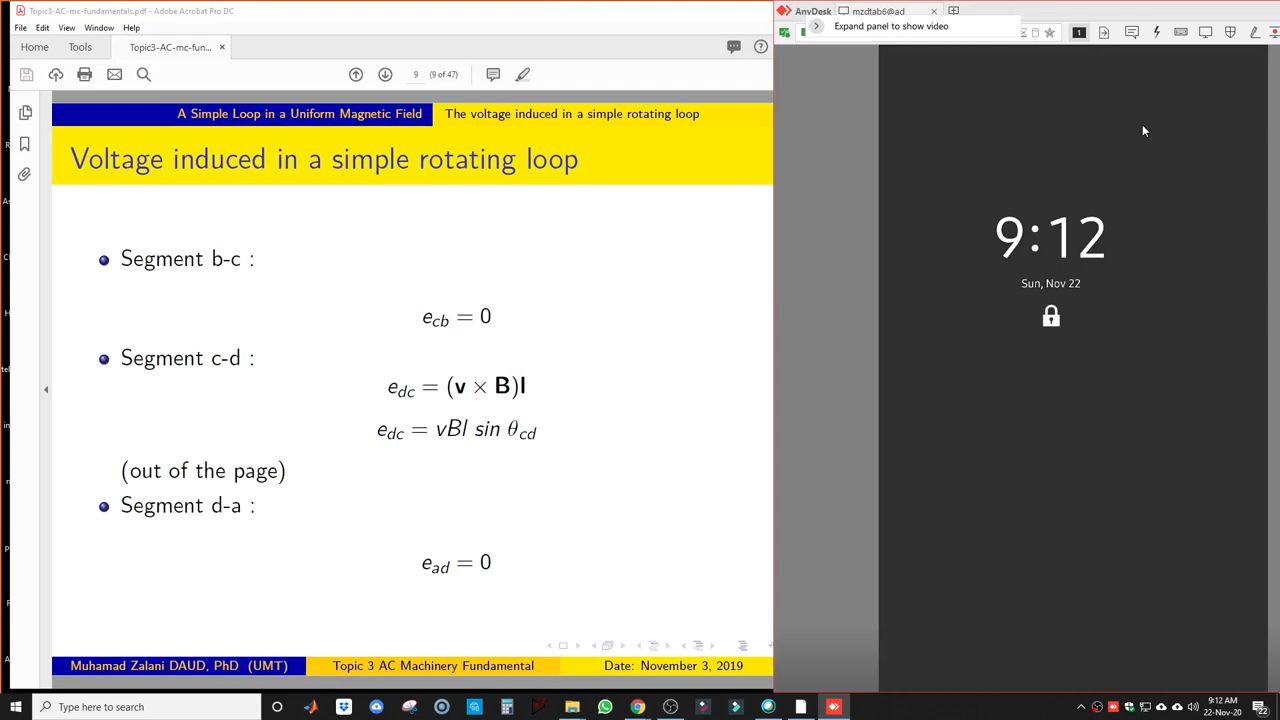 Topic3-AC-mc-fundamentals.pdf - Adobe Acrobat Pro DC
File Edit View Window Help
Home Tools Topic3-AC-mc-fun... ×
9 (9 of 47)
A Simple Loop in a Uniform Magnetic Field The voltage induced in a simple rotating loop
Voltage induced in a simple rotating loop
Segment b-c :
e_cb = 0
Segment c-d :
e_dc = (v × B)l
e_dc = vBl sin θ_cd
(out of the page)
Segment d-a :
e_ad = 0
Muhamad Zalani DAUD, PhD (UMT) Topic 3 AC Machinery Fundamental Date: November 3, 2019
AnyDesk mzdtab6@ad ×
Expand panel to show video
1
9:12
Sun, Nov 22
Type here to search
9:12 AM
22-Nov-20